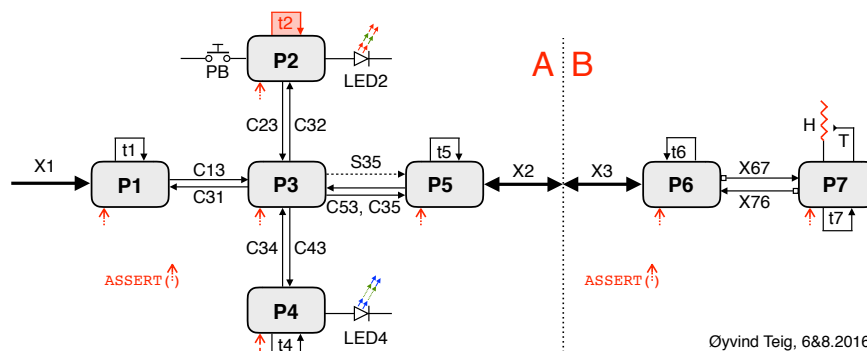 t2
P2
PB
LED2
A B
C23 C32
H
T
X1
t1
C13
S35
t5
X2
X3
t6
X67
P1
P3
P5
P6
P7
C31
C53, C35
X76
t7
C34 C43
ASSERT( )
ASSERT( )
P4
LED4
t4
Øyvind Teig, 6&8.2016